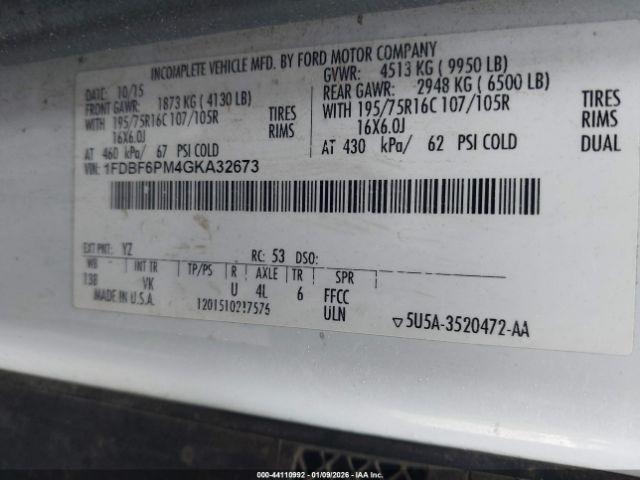 INCOMPLETE VEHICLE MFD. BY FORD MOTOR COMPANY
DATE: 10/15 GVWR: 4513 KG ( 9950 LB)
FRONT GAWR: 1873 KG ( 4130 LB) REAR GAWR: 2948 KG ( 6500 LB)
WITH 195/75R16C 107/105R TIRES WITH 195/75R16C 107/105R TIRES
16X6.0J RIMS 16X6.0J RIMS
AT 460 kPa/ 67 PSI COLD AT 430 kPa/ 62 PSI COLD DUAL
VIN: 1FDBF6PM4GKA32673
EXT PNT: YZ RC: 53 DSO:
WB INT TR TP/PS R AXLE TR SPR
138 VK U 4L 6 FFCC
MADE IN U.S.A. ULN
▽5U5A-3520472-AA
000-44110992 - 01/09/2026 - IAAI.com